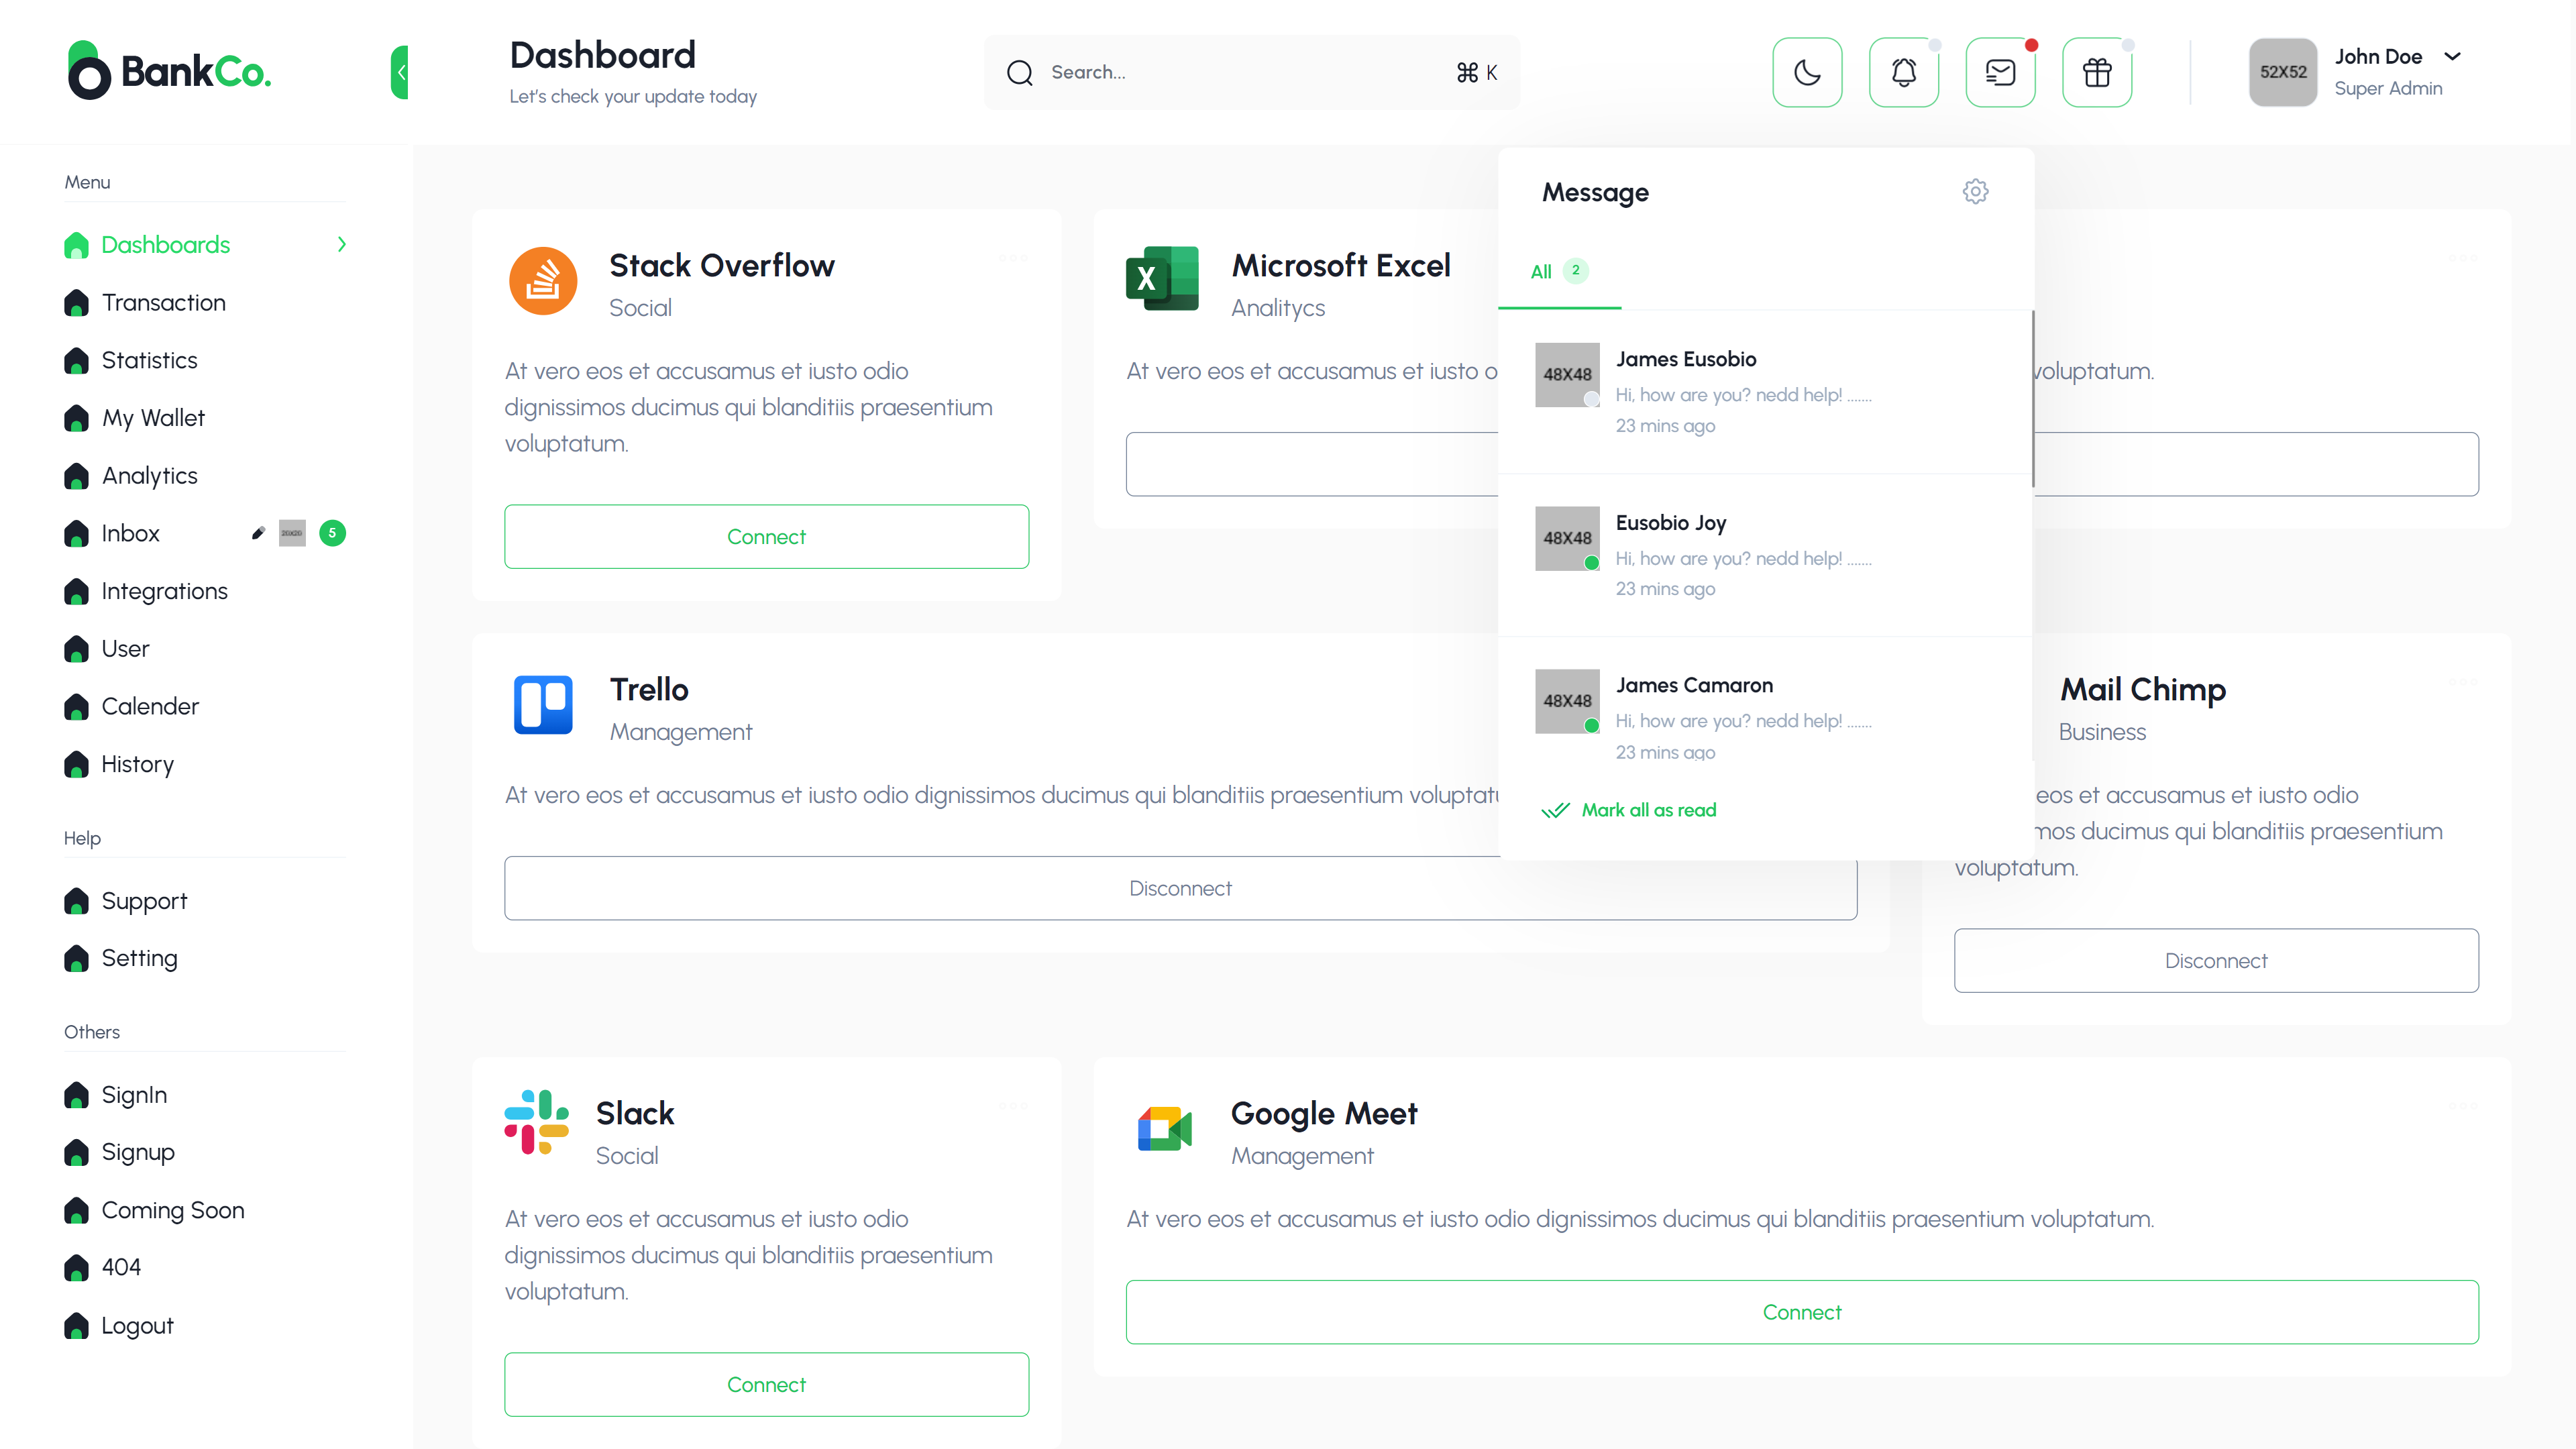 BankCo.
Dashboard
Let's check your update today
Search...
⌘ K
52X52
John Doe
Super Admin
Menu
Dashboards
Transaction
Statistics
My Wallet
Analytics
Inbox
5
Integrations
User
Calender
History
Help
Support
Setting
Others
SignIn
Signup
Coming Soon
404
Logout
Stack Overflow
Social
At vero eos et accusamus et iusto odio
dignissimos ducimus qui blanditiis praesentium
voluptatum.
Connect
Microsoft Excel
Analitycs
At vero eos et accusamus et iusto o
voluptatum.
Message
All 2
48X48
James Eusobio
Hi, how are you? nedd help! .......
23 mins ago
48X48
Eusobio Joy
Hi, how are you? nedd help! .......
23 mins ago
48X48
James Camaron
Hi, how are you? nedd help! .......
23 mins ago
Mark all as read
Trello
Management
At vero eos et accusamus et iusto odio dignissimos ducimus qui blanditiis praesentium voluptatu
Disconnect
Mail Chimp
Business
eos et accusamus et iusto odio
mos ducimus qui blanditiis praesentium
voluptatum.
Disconnect
Slack
Social
At vero eos et accusamus et iusto odio
dignissimos ducimus qui blanditiis praesentium
voluptatum.
Connect
Google Meet
Management
At vero eos et accusamus et iusto odio dignissimos ducimus qui blanditiis praesentium voluptatum.
Connect